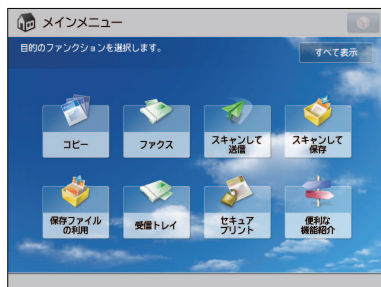 メインメニュー
目的のファンクションを選択します。
すべて表示
コピー
ファクス
スキャンして
送信
スキャンして
保存
保存ファイル
の利用
受信トレイ
セキュア
プリント
便利な
機能紹介